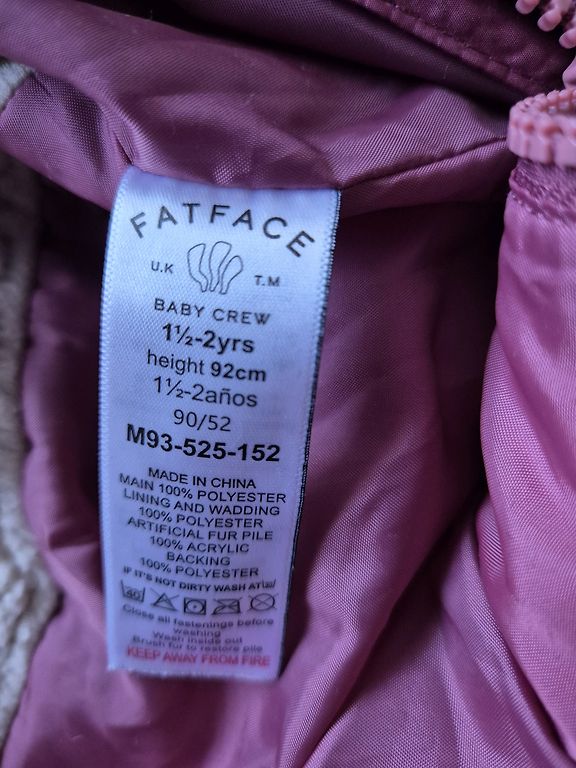 FATFACE
U.K T.M
BABY CREW
1½-2yrs
height 92cm
1½-2años
90/52
M93-525-152
MADE IN CHINA
MAIN 100% POLYESTER
LINING AND WADDING
100% POLYESTER
ARTIFICIAL FUR PILE
100% ACRYLIC
BACKING
100% POLYESTER
IF IT'S NOT DIRTY WASH AT
40
Close all fastenings before
washing
Wash inside out
Brush fur to restore pile
KEEP AWAY FROM FIRE